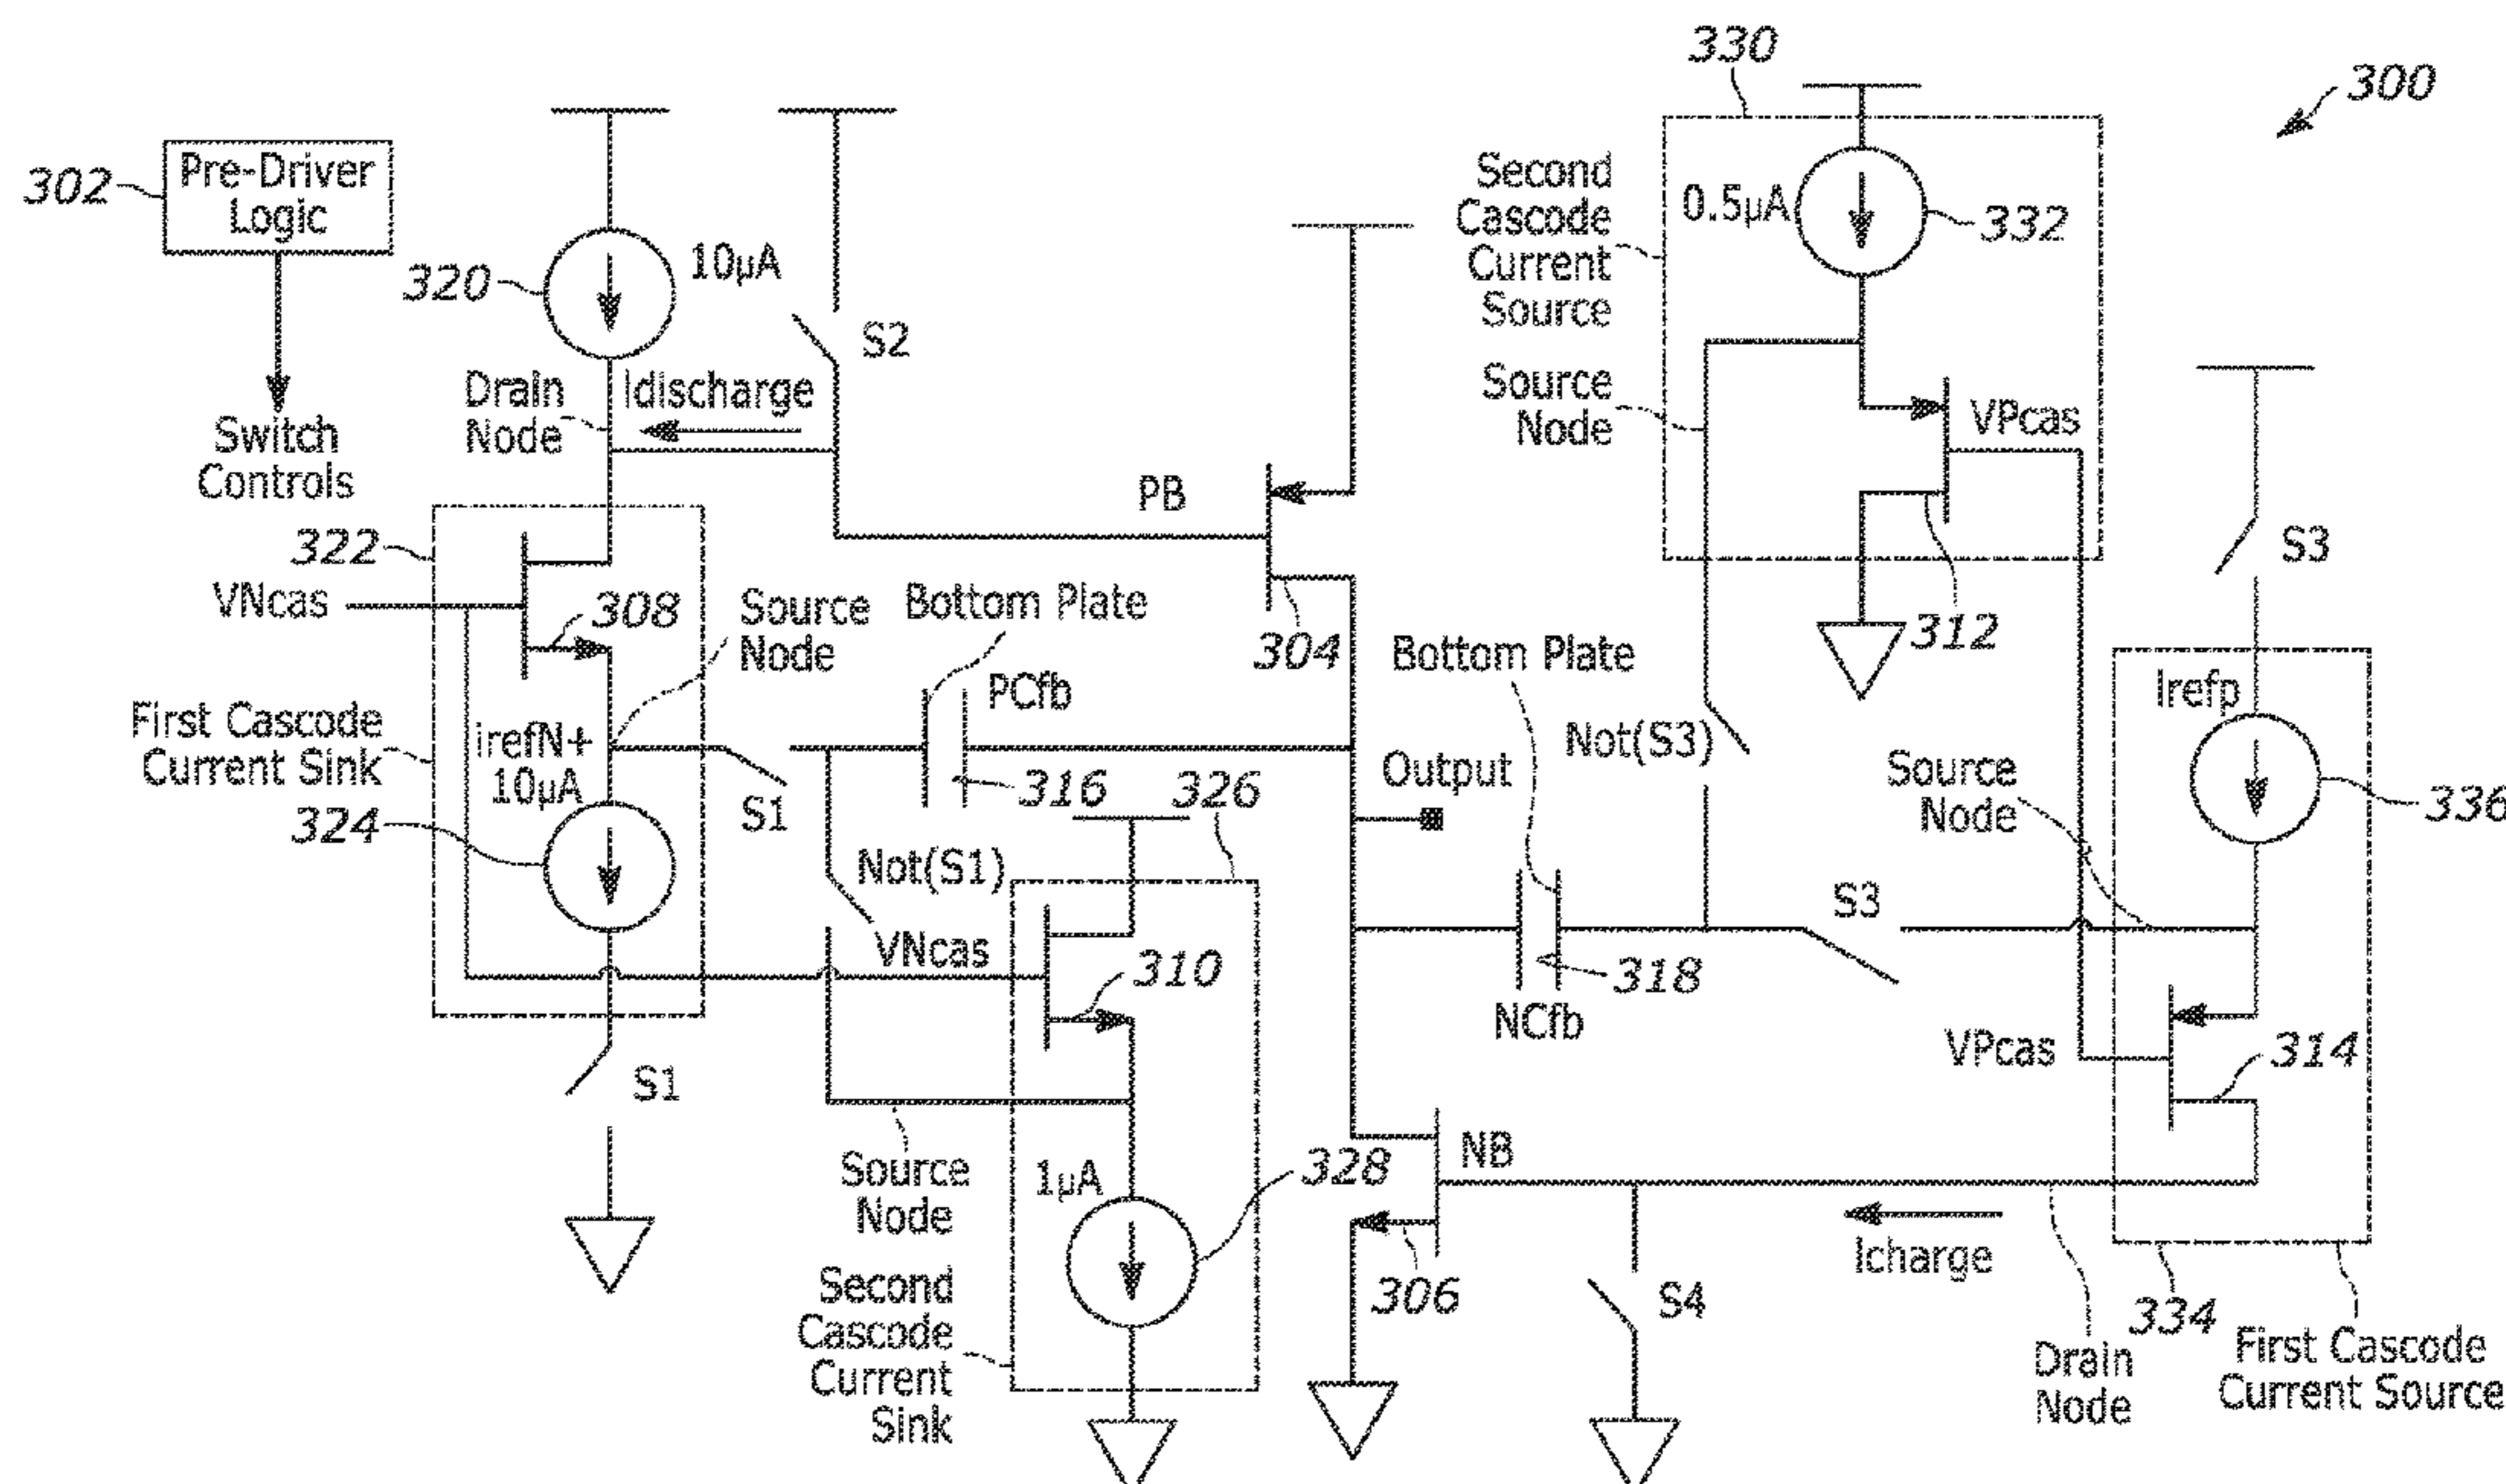 330
300
302
Pre-Driver
Logic
Second
Cascode
Current
Source
0.5µA
332
320
10µA
S2
Drain
Node
Idischarge
Source
Node
VPcas
Switch
Controls
PB
S3
322
VNcas
308
Source
Node
Bottom Plate
304
Bottom Plate
312
Irefp
First Cascode
Current Sink
irefN+
10µA
324
PCfb
316
326
S1
Output
Not(S3)
Source
Node
336
Not(S1)
S3
VNcas
310
318
NCfb
VPcas
314
S1
Source
Node
1µA
328
NB
Icharge
306
S4
334
Second
Cascode
Current
Sink
Drain
Node
First Cascode
Current Source